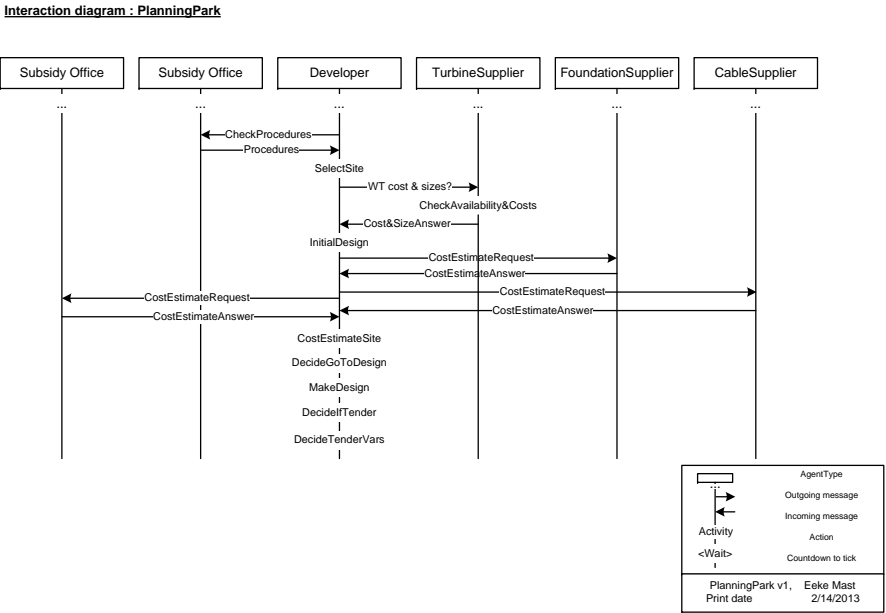 Interaction diagram : PlanningPark
Subsidy Office
Subsidy Office
Developer
TurbineSupplier
FoundationSupplier
CableSupplier
...
...
...
...
...
...
CheckProcedures
Procedures
SelectSite
WT cost & sizes?
CheckAvailability&Costs
Cost&SizeAnswer
InitialDesign
CostEstimateRequest
CostEstimateAnswer
CostEstimateRequest
CostEstimateRequest
CostEstimateAnswer
CostEstimateAnswer
CostEstimateSite
DecideGoToDesign
MakeDesign
DecideIfTender
DecideTenderVars
AgentType
...
Outgoing message
Incoming message
Activity
Action
<Wait>
Countdown to tick
PlanningPark v1, Eeke Mast
Print date 2/14/2013